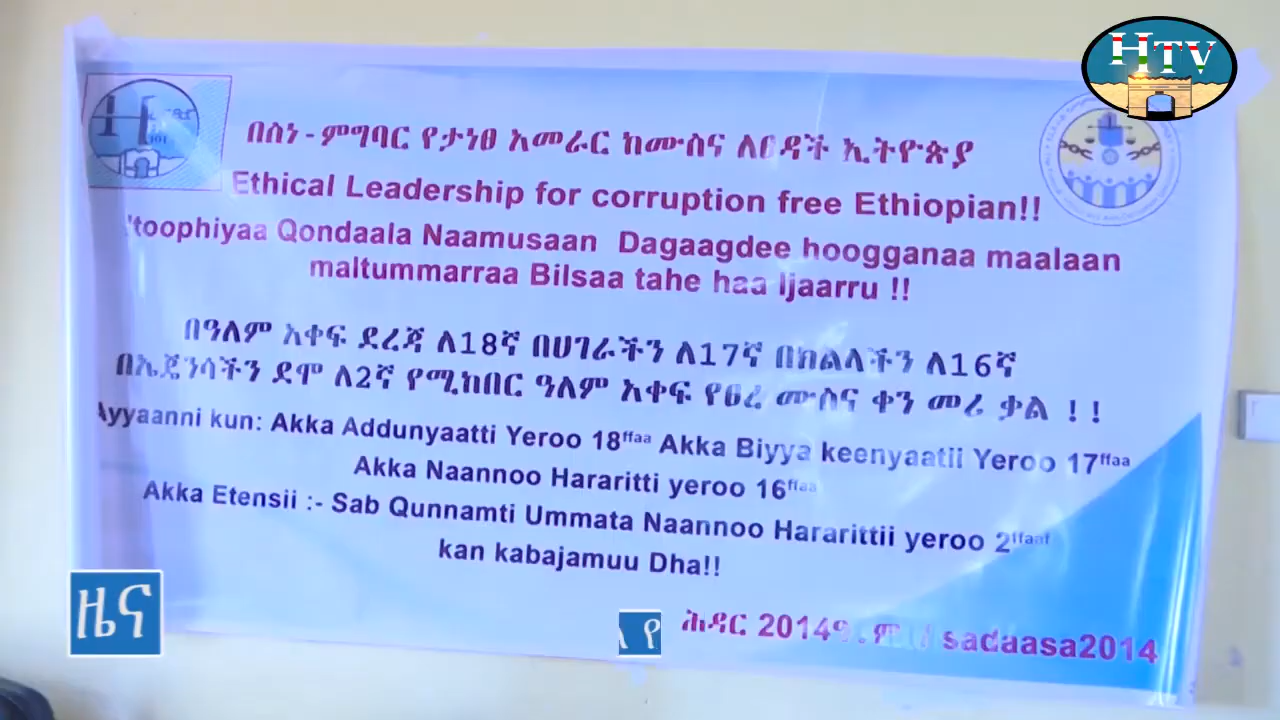 HTV
በስነ - ምግባር የታነፀ አመራር ከሙስና ለፀዳች ኢትዮጵያ
Ethical Leadership for corruption free Ethiopian!!
'toophiyaa Qondaala Naamusaan Dagaagdee hoogganaa maalaan
maltummarraa Bilsaa tahe haa Ijaarru !!
በዓለም አቀፍ ደረጃ ለ18ኛ በሀገራችን ለ17ኛ በክልላችን ለ16ኛ
በኤጀንሳችን ደሞ ለ2ኛ የሚከበር ዓለም አቀፍ የፀረ ሙስና ቀን መሪ ቃል ! !
Ayyaanni kun: Akka Addunyaatti Yeroo 18ffaa Akka Biyya keenyaatii Yeroo 17ffaa
Akka Naannoo Hararitti yeroo 16ffaa
Akka Etensii :- Sab Qunnamti Ummata Naannoo Hararittii yeroo 2ffaaf
kan kabajamuu Dha!!
ሕዳር 2014ዓ.ም / sadaasa2014
ዜና